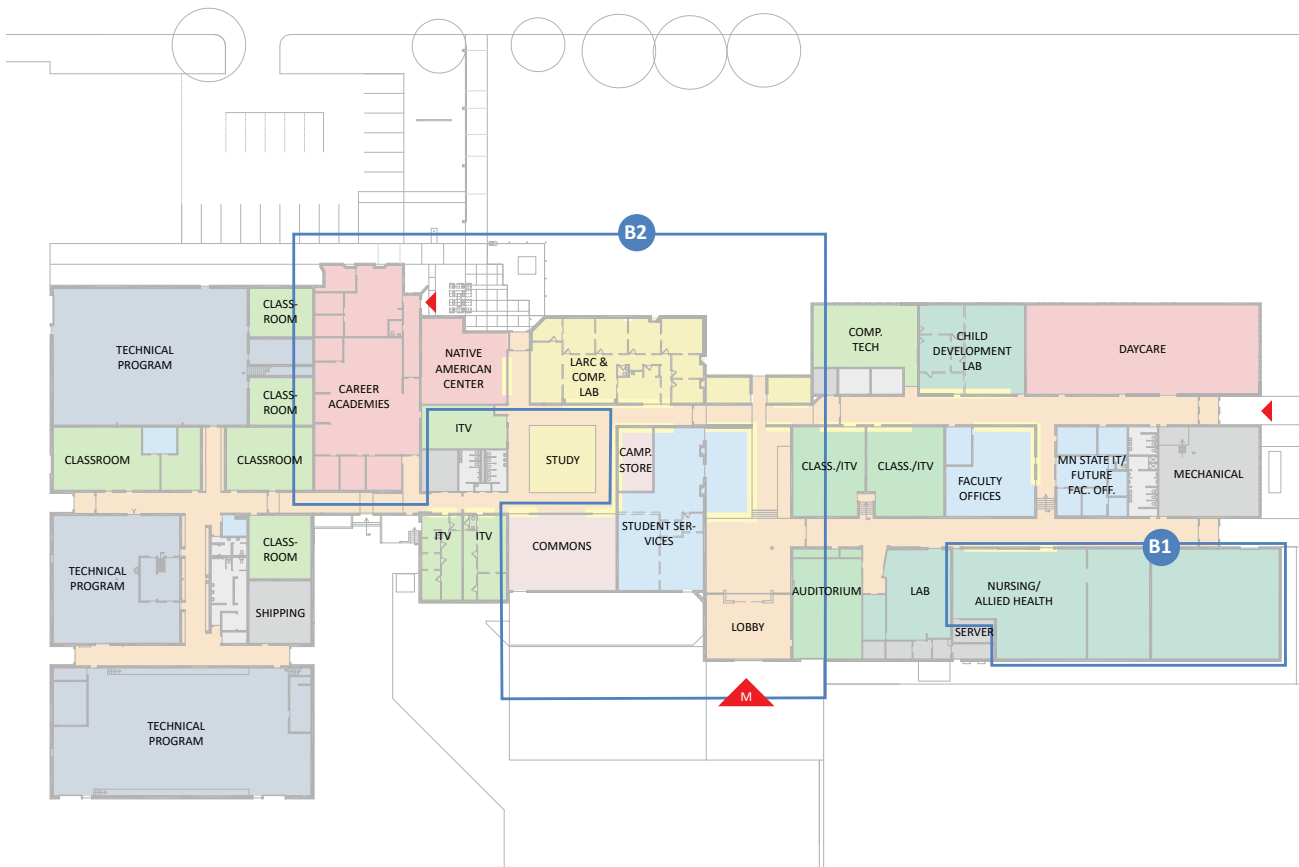 B2
CLASS-
ROOM
TECHNICAL
PROGRAM
CLASS-
ROOM
CAREER
ACADEMIES
NATIVE
AMERICAN
CENTER
LARC &
COMP.
LAB
COMP.
TECH
CHILD
DEVELOPMENT
LAB
DAYCARE
CLASSROOM
CLASSROOM
ITV
STUDY
CAMP.
STORE
CLASS./ITV
CLASS./ITV
FACULTY
OFFICES
MN STATE IT/
FUTURE
FAC. OFF.
MECHANICAL
TECHNICAL
PROGRAM
CLASS-
ROOM
SHIPPING
ITV
ITV
COMMONS
STUDENT SER-
VICES
B1
AUDITORIUM
LAB
NURSING/
ALLIED HEALTH
SERVER
LOBBY
M
TECHNICAL
PROGRAM